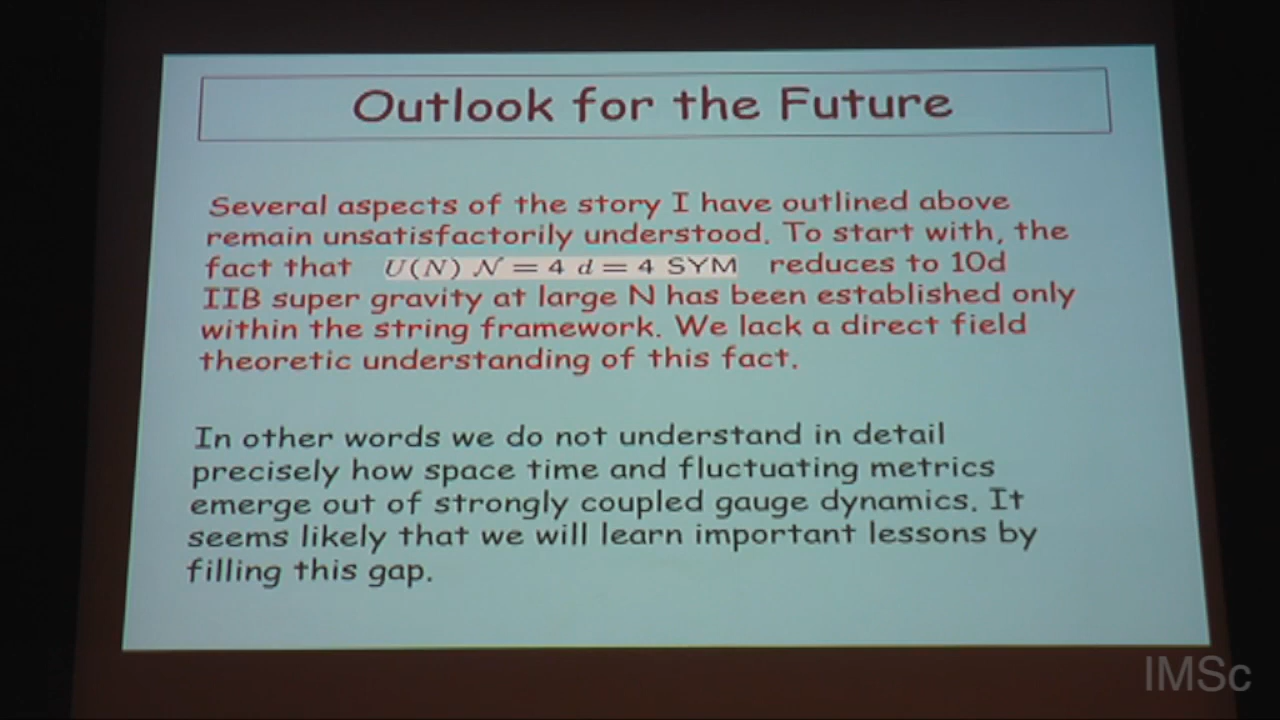 Outlook for the Future
Several aspects of the story I have outlined above
remain unsatisfactorily understood. To start with, the
fact that U(N) 𝒩 = 4 d = 4 SYM reduces to 10d
IIB super gravity at large N has been established only
within the string framework. We lack a direct field
theoretic understanding of this fact.
In other words we do not understand in detail
precisely how space time and fluctuating metrics
emerge out of strongly coupled gauge dynamics. It
seems likely that we will learn important lessons by
filling this gap.
IMSc